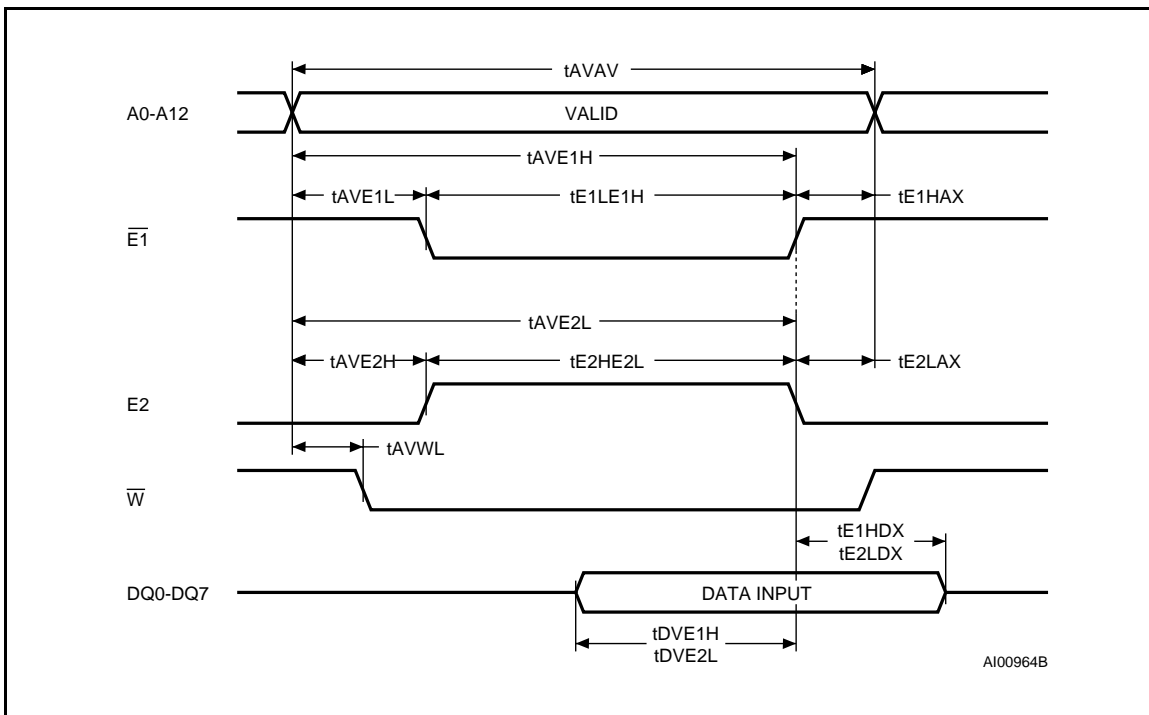 tAVAV
A0-A12
VALID
tAVE1H
tAVE1L
tE1LE1H
tE1HAX
E1
tAVE2L
tAVE2H
tE2HE2L
tE2LAX
E2
tAVWL
W
tE1HDX
tE2LDX
DQ0-DQ7
DATA INPUT
tDVE1H
tDVE2L
AI00964B